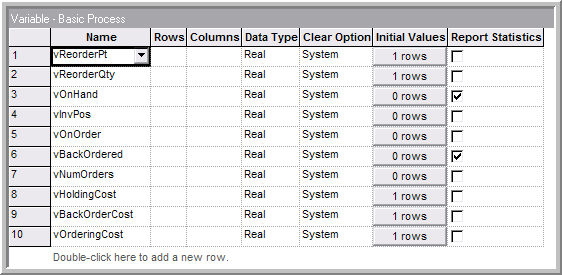 Variable - Basic Process
Name Rows Columns Data Type Clear Option Initial Values Report Statistics
1 vReorderPt Real System 1 rows
2 vReorderQty Real System 1 rows
3 vOnHand Real System 0 rows
4 vInvPos Real System 0 rows
5 vOnOrder Real System 0 rows
6 vBackOrdered Real System 0 rows
7 vNumOrders Real System 0 rows
8 vHoldingCost Real System 1 rows
9 vBackOrderCost Real System 1 rows
10 vOrderingCost Real System 1 rows
Double-click here to add a new row.